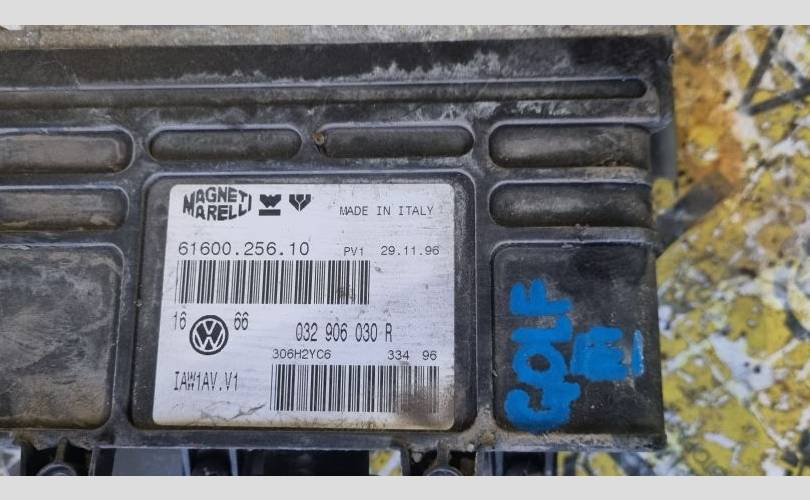 MAGNETI
MARELLI
MADE IN ITALY
61600.256.10 PV1 29.11.96
16 66
032 906 030 R
306H2YC6 334 96
IAW1AV.V1
GOLF